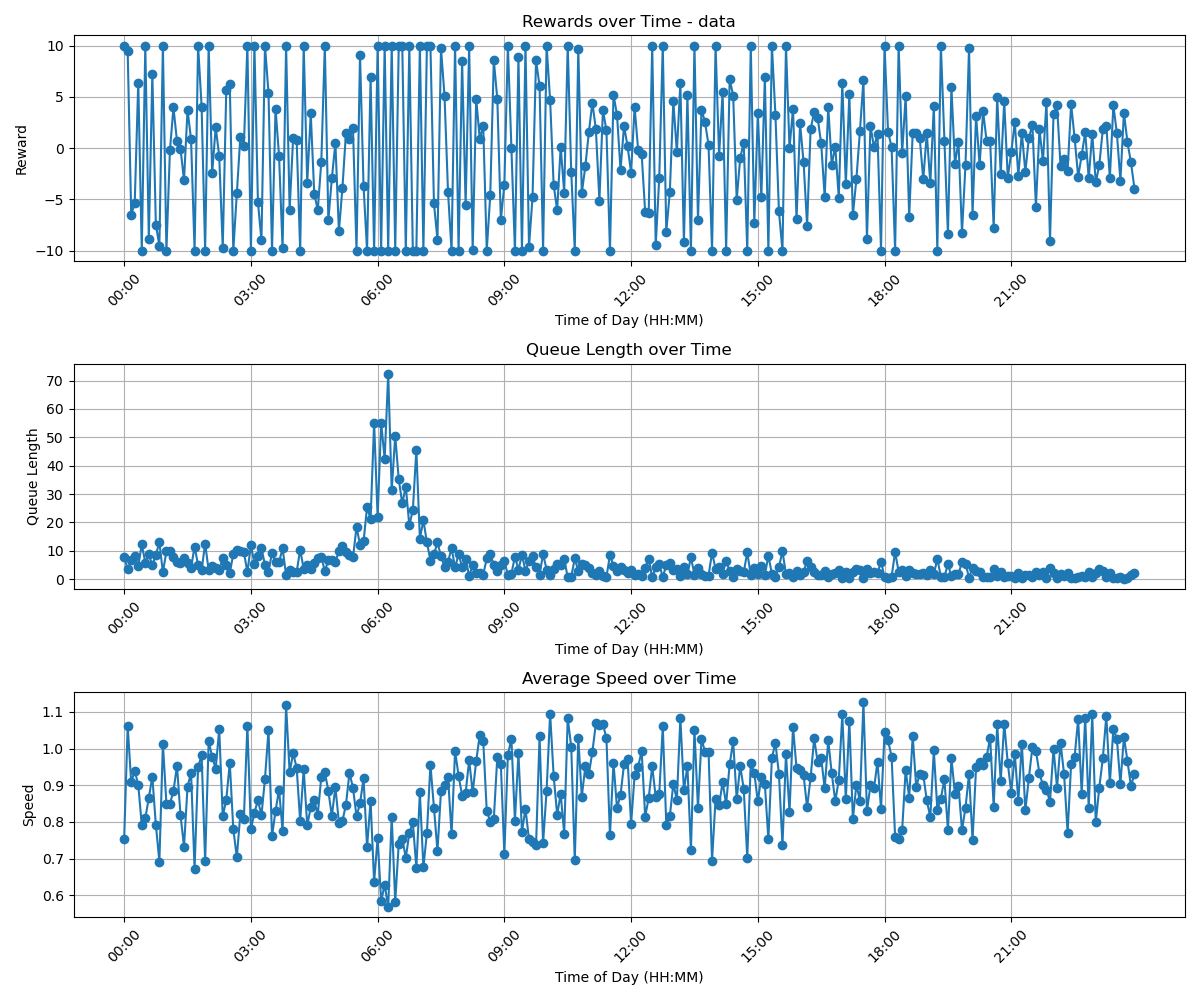 Rewards over Time - data
Reward
10
5
0
−5
−10
00:00 03:00 06:00 09:00 12:00 15:00 18:00 21:00
Time of Day (HH:MM)
Queue Length over Time
Queue Length
70
60
50
40
30
20
10
0
00:00 03:00 06:00 09:00 12:00 15:00 18:00 21:00
Time of Day (HH:MM)
Average Speed over Time
Speed
1.1
1.0
0.9
0.8
0.7
0.6
00:00 03:00 06:00 09:00 12:00 15:00 18:00 21:00
Time of Day (HH:MM)